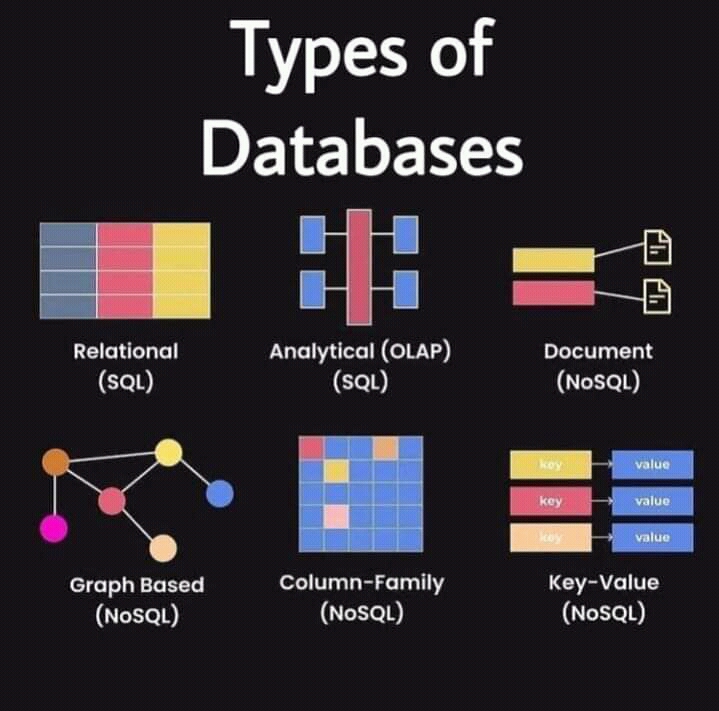 Types of
Databases
Relational
(SQL)
Analytical (OLAP)
(SQL)
Document
(NoSQL)
key
value
key
value
key
value
Graph Based
(NoSQL)
Column-Family
(NoSQL)
Key-Value
(NoSQL)